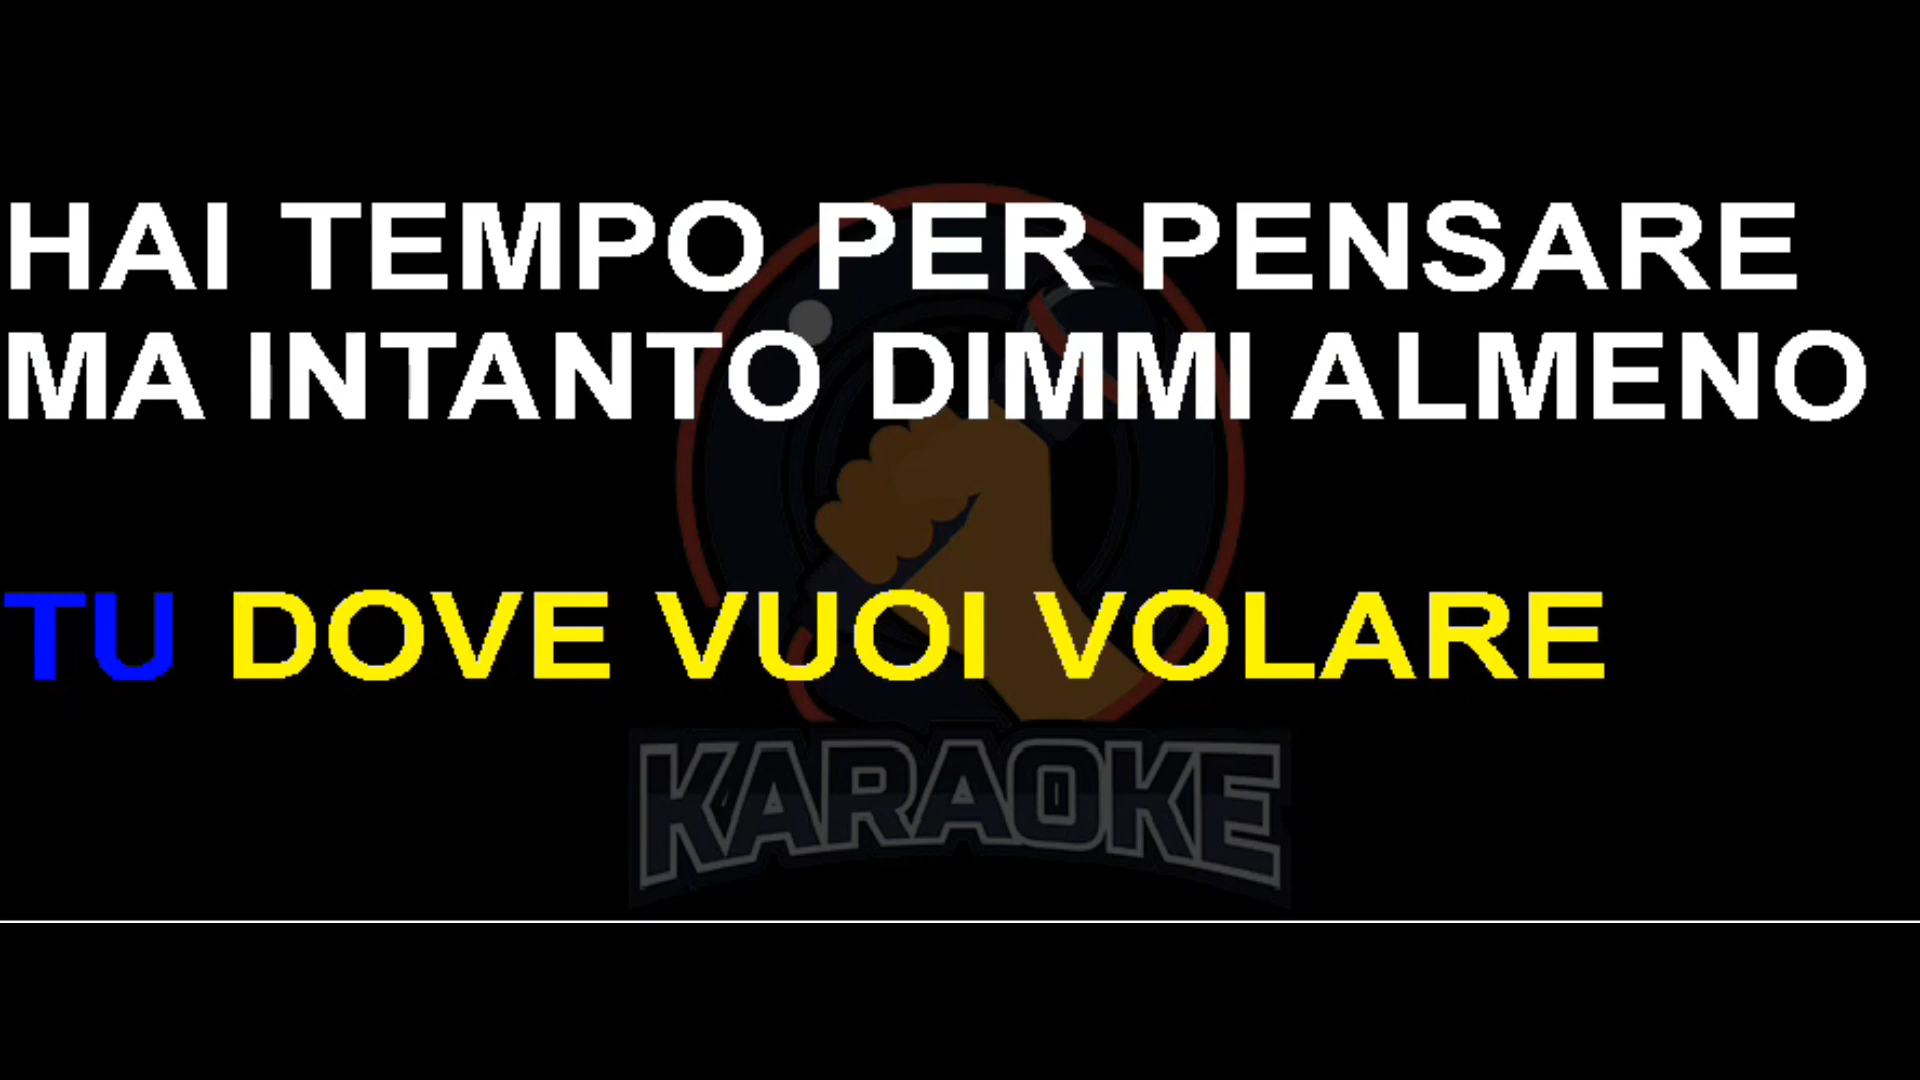 HAI TEMPO PER PENSARE
MA INTANTO DIMMI ALMENO
TU DOVE VUOI VOLARE
KARAOKE